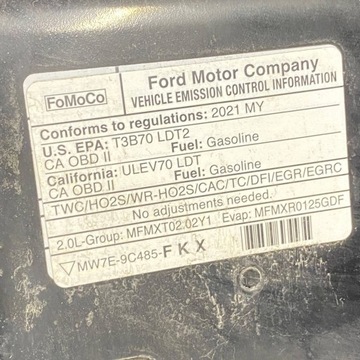 FoMoCo
Ford Motor Company
VEHICLE EMISSION CONTROL INFORMATION
Conforms to regulations: 2021 MY
U.S. EPA: T3B70 LDT2
CA OBD II Fuel: Gasoline
California: ULEV70 LDT
CA OBD II Fuel: Gasoline
TWC/HO2S/WR-HO2S/CAC/TC/DFI/EGR/EGRC
No adjustments needed.
2.0L-Group: MFMXT02.02Y1 Evap: MFMXR0125GDF
▽MW7E-9C485-F K X